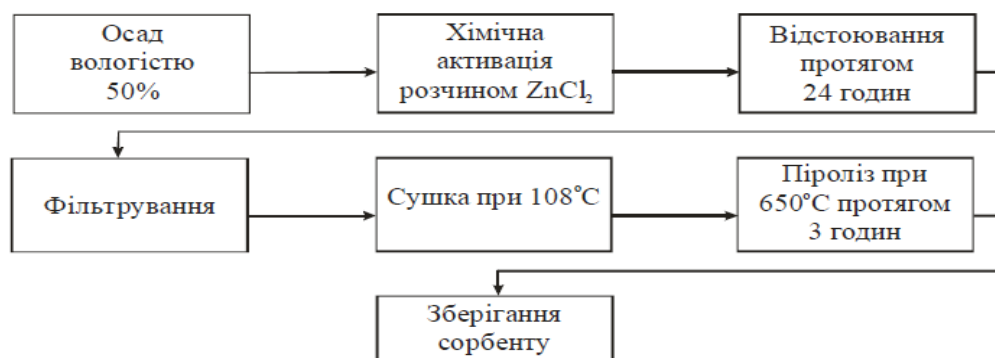 Осад
вологістю
50%
Хімічна
активація
розчином ZnCl₂
Відстоювання
протягом
24 годин
Фільтрування
Сушка при 108°С
Піроліз при
650°С протягом
3 годин
Зберігання
сорбенту